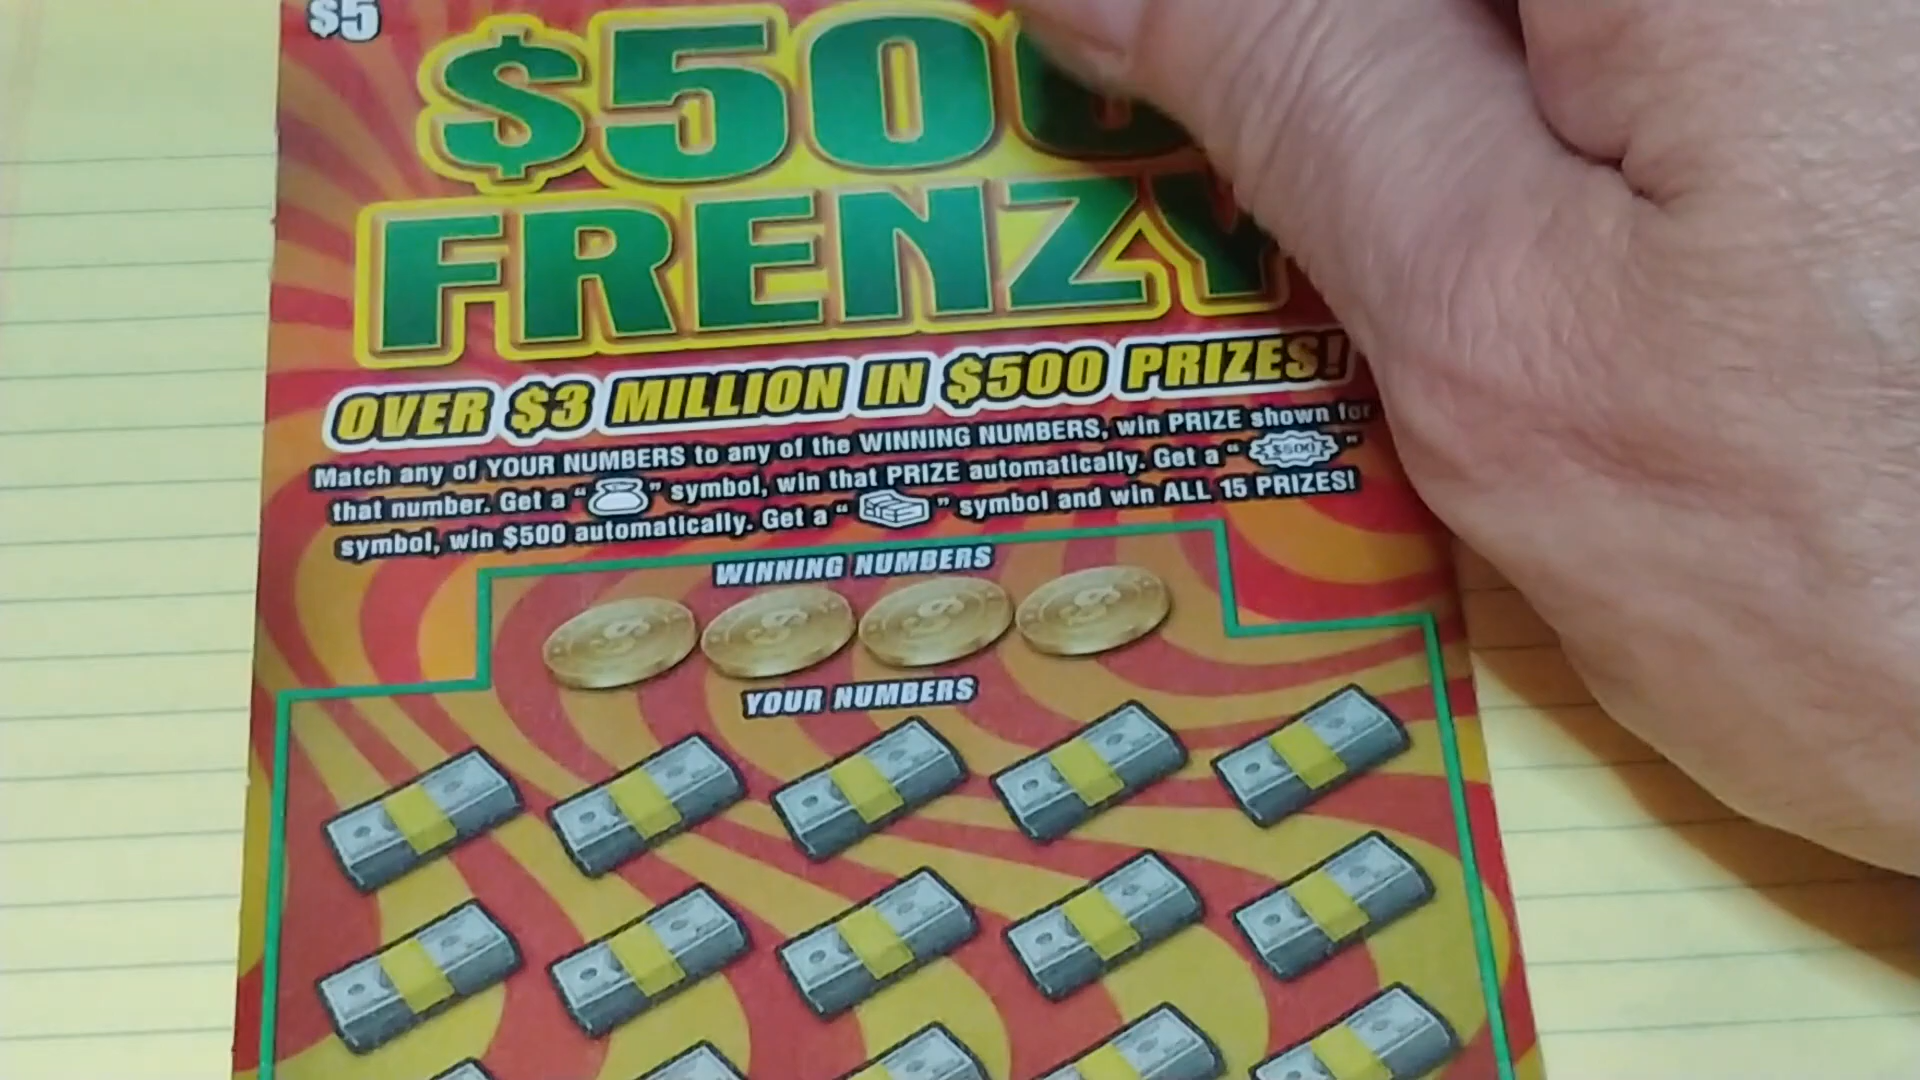 $5
$500
FRENZY
OVER $3 MILLION IN $500 PRIZES!
Match any of YOUR NUMBERS to any of the WINNING NUMBERS, win PRIZE shown for
that number. Get a " " symbol, win that PRIZE automatically. Get a " $500 "
symbol, win $500 automatically. Get a " " symbol and win ALL 15 PRIZES!
WINNING NUMBERS
YOUR NUMBERS